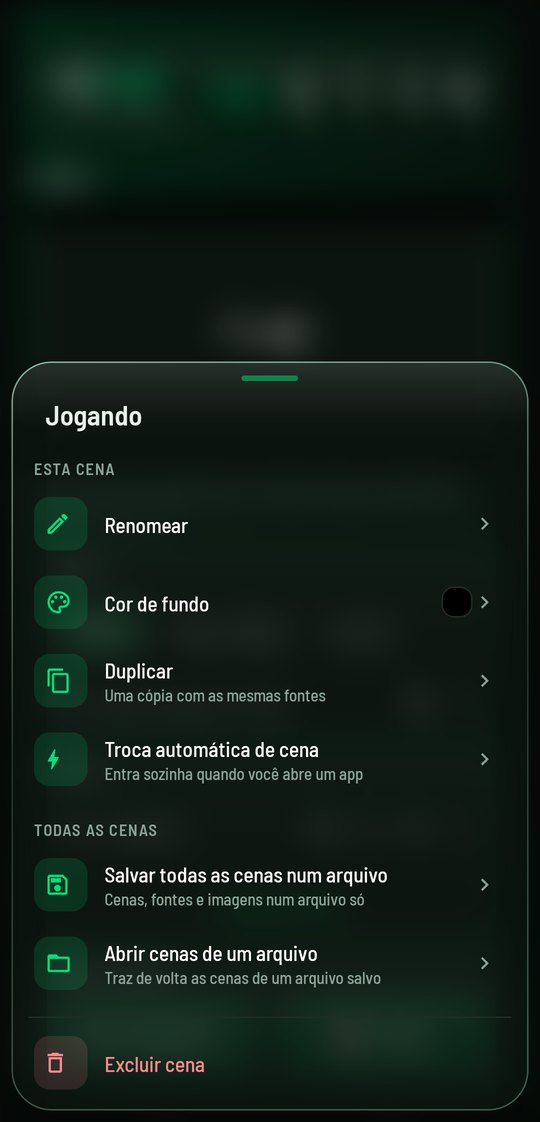 Jogando
ESTA CENA
Renomear
Cor de fundo
Duplicar
Uma cópia com as mesmas fontes
Troca automática de cena
Entra sozinha quando você abre um app
TODAS AS CENAS
Salvar todas as cenas num arquivo
Cenas, fontes e imagens num arquivo só
Abrir cenas de um arquivo
Traz de volta as cenas de um arquivo salvo
Excluir cena